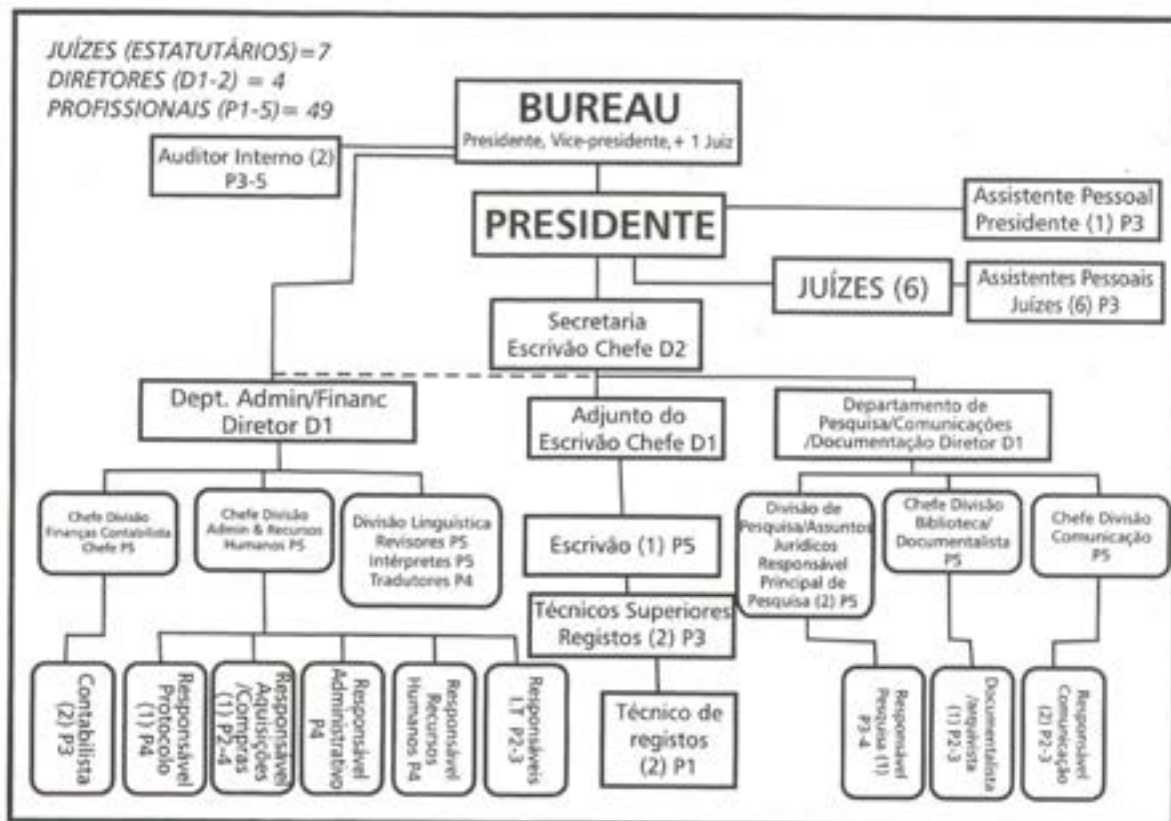 JUÍZES (ESTATUTÁRIOS)=7
DIRETORES (D1-2) = 4
PROFISSIONAIS (P1-5)= 49
BUREAU
Presidente, Vice-presidente, + 1 Juiz
Auditor Interno (2)
P3-5
PRESIDENTE
Assistente Pessoal
Presidente (1) P3
JUÍZES (6)
Assistentes Pessoais
Juízes (6) P3
Secretaria
Escrivão Chefe D2
Dept. Admin/Financ
Diretor D1
Adjunto do
Escrivão Chefe D1
Departamento de
Pesquisa/Comunicações
/Documentação Diretor D1
Chefe Divisão
Finanças Contabilista
Chefe P5
Chefe Divisão
Admin & Recursos
Humanos P5
Divisão Linguística
Revisores P5
Intérpretes P5
Tradutores P4
Escrivão (1) P5
Divisão de
Pesquisa/Assuntos
Jurídicos
Responsável
Principal de
Pesquisa (2) P5
Chefe Divisão
Biblioteca/
Documentalista
P5
Chefe Divisão
Comunicação
P5
Técnicos Superiores
Registos (2) P3
Contabilista
(2) P3
Responsável
Protocolo
(1) P4
Responsável
Aquisições
/Compras
(1) P2-4
Responsável
Administrativo
P4
Responsável
Recursos
Humanos P4
Responsáveis
I.T P2-3
Técnico de
registos
(2) P1
Responsável
Pesquisa (1)
P3-4
Documentalista
/arquivista
(1) P2-3
Responsável
Comunicação
(2) P2-3